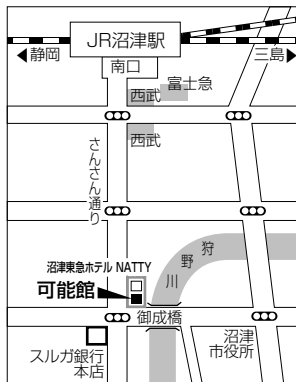 JR沼津駅
◀静岡
三島▶
南口
富士急
西武
西武
さんさん通り
狩野川
沼津東急ホテル NATTY
可能館
御成橋
スルガ銀行
本店
沼津
市役所